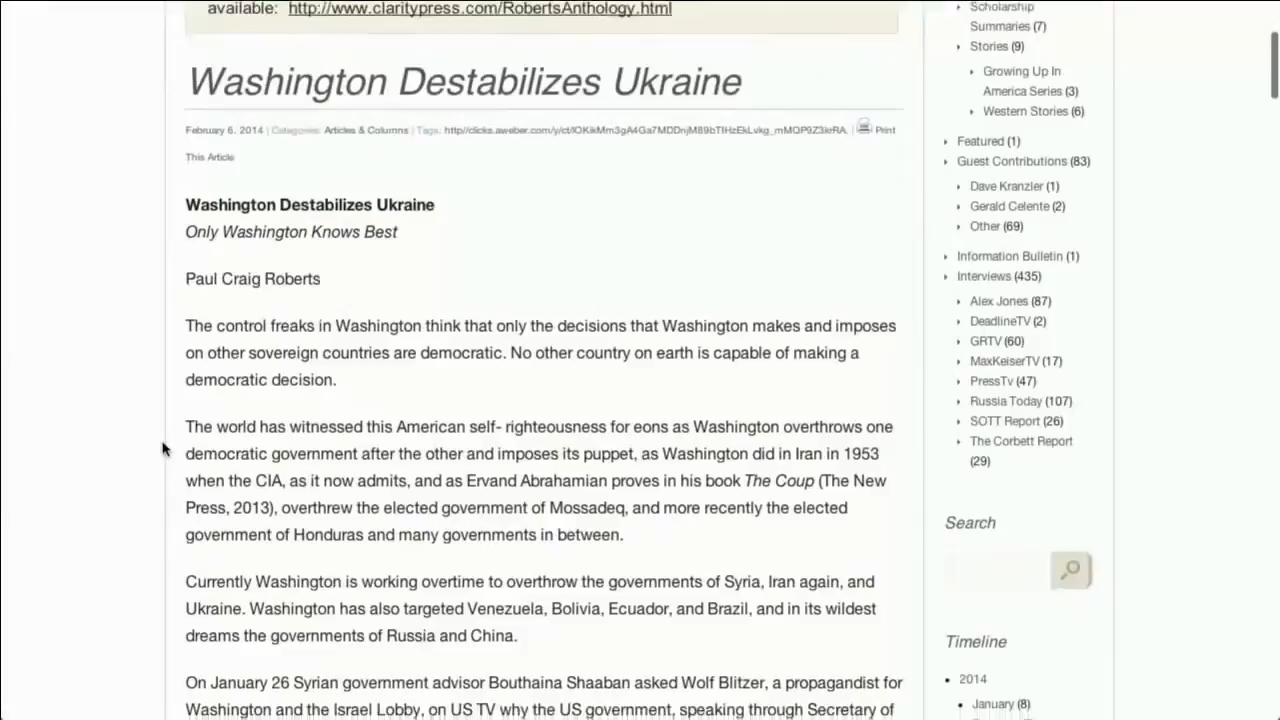 available: http://www.claritypress.com/RobertsAnthology.html
Washington Destabilizes Ukraine
February 6, 2014 | Categories: Articles & Columns | Tags: | Print
This Article
Washington Destabilizes Ukraine
Only Washington Knows Best
Paul Craig Roberts
The control freaks in Washington think that only the decisions that Washington makes and imposes
on other sovereign countries are democratic. No other country on earth is capable of making a
democratic decision.
The world has witnessed this American self- righteousness for eons as Washington overthrows one
democratic government after the other and imposes its puppet, as Washington did in Iran in 1953
when the CIA, as it now admits, and as Ervand Abrahamian proves in his book The Coup (The New
Press, 2013), overthrew the elected government of Mossadeq, and more recently the elected
government of Honduras and many governments in between.
Currently Washington is working overtime to overthrow the governments of Syria, Iran again, and
Ukraine. Washington has also targeted Venezuela, Bolivia, Ecuador, and Brazil, and in its wildest
dreams the governments of Russia and China.
On January 26 Syrian government advisor Bouthaina Shaaban asked Wolf Blitzer, a propagandist for
Washington and the Israel Lobby, on US TV why the US government, speaking through Secretary of
Scholarship
Summaries (7)
Stories (9)
Growing Up In
America Series (3)
Western Stories (6)
Featured (1)
Guest Contributions (83)
Dave Kranzler (1)
Gerald Celente (2)
Other (69)
Information Bulletin (1)
Interviews (435)
Alex Jones (87)
DeadlineTV (2)
GRTV (60)
MaxKeiserTV (17)
PressTv (47)
Russia Today (107)
SOTT Report (26)
The Corbett Report
(29)
Search
Timeline
2014
January (8)